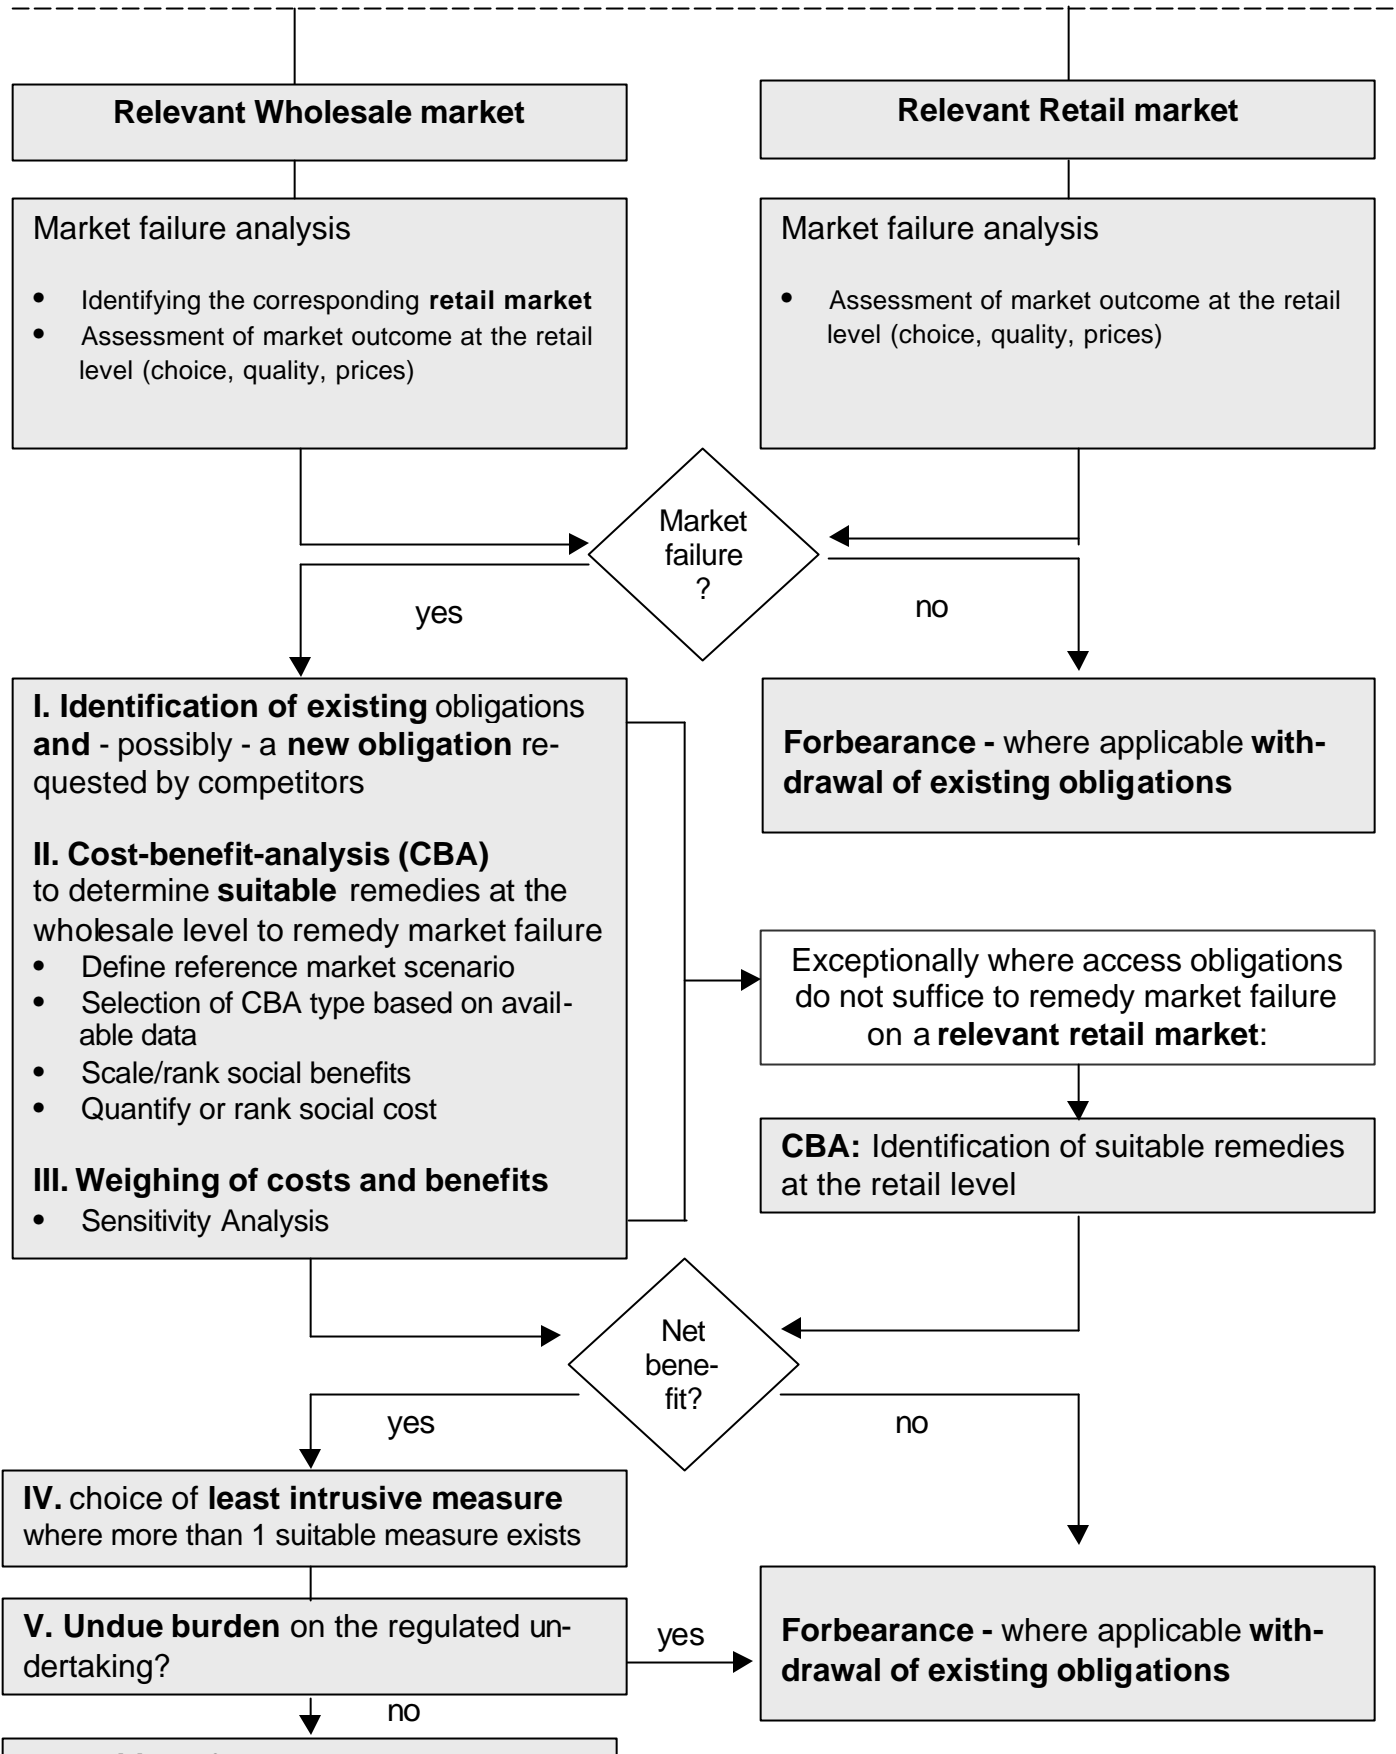 Relevant Wholesale market
Relevant Retail market
Market failure analysis
• Identifying the corresponding retail market
• Assessment of market outcome at the retail
level (choice, quality, prices)
Market failure analysis
• Assessment of market outcome at the retail
level (choice, quality, prices)
Market
failure
?
yes
no
I. Identification of existing obligations
and - possibly - a new obligation re-
quested by competitors
II. Cost-benefit-analysis (CBA)
to determine suitable remedies at the
wholesale level to remedy market failure
• Define reference market scenario
• Selection of CBA type based on avail-
able data
• Scale/rank social benefits
• Quantify or rank social cost
III. Weighing of costs and benefits
• Sensitivity Analysis
Forbearance - where applicable with-
drawal of existing obligations
Exceptionally where access obligations
do not suffice to remedy market failure
on a relevant retail market:
CBA: Identification of suitable remedies
at the retail level
Net
bene-
fit?
yes
no
IV. choice of least intrusive measure
where more than 1 suitable measure exists
V. Undue burden on the regulated un-
dertaking?
yes
Forbearance - where applicable with-
drawal of existing obligations
no